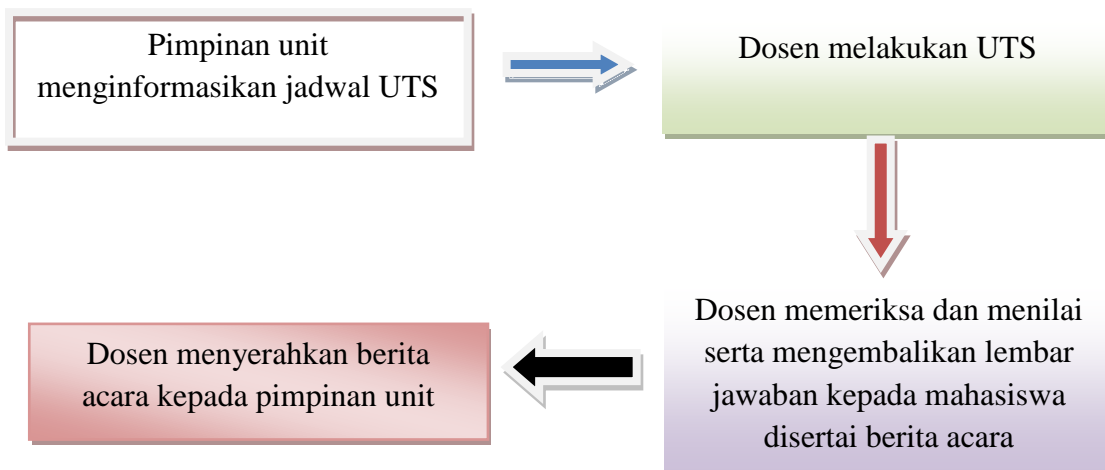 Pimpinan unit
menginformasikan jadwal UTS
Dosen melakukan UTS
Dosen memeriksa dan menilai
serta mengembalikan lembar
jawaban kepada mahasiswa
disertai berita acara
Dosen menyerahkan berita
acara kepada pimpinan unit